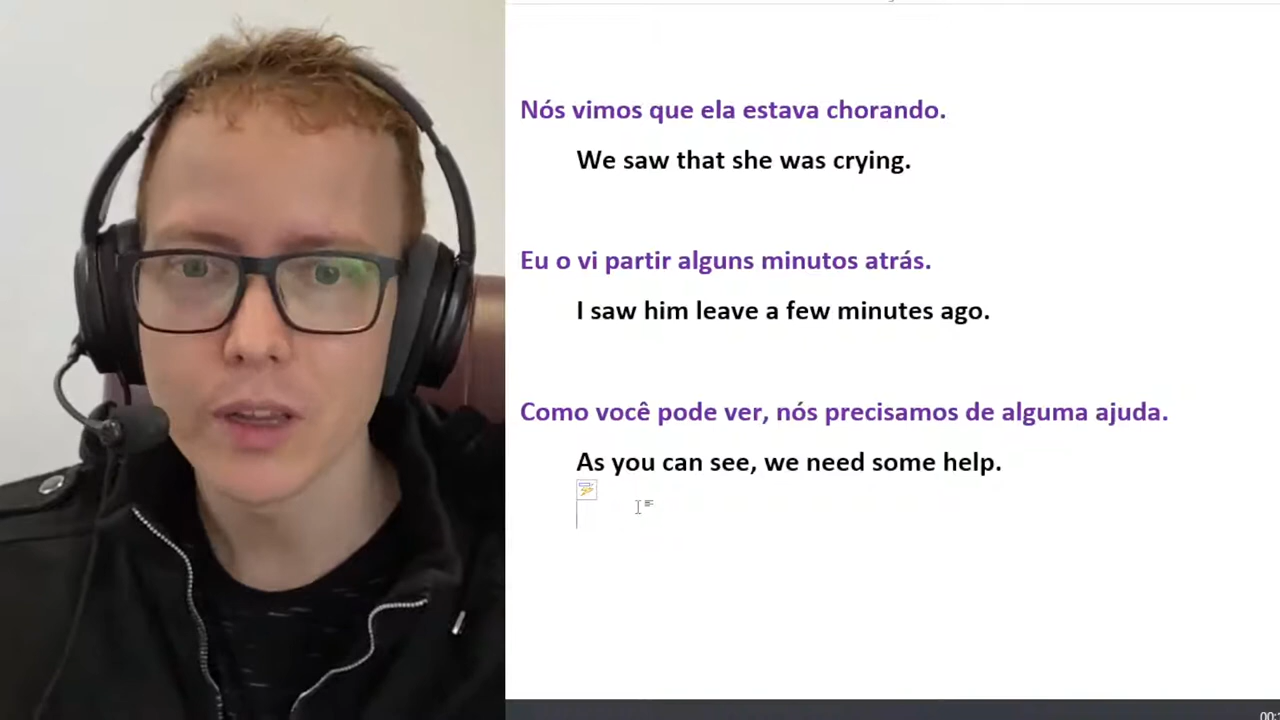 Nós vimos que ela estava chorando.
We saw that she was crying.
Eu o vi partir alguns minutos atrás.
I saw him leave a few minutes ago.
Como você pode ver, nós precisamos de alguma ajuda.
As you can see, we need some help.